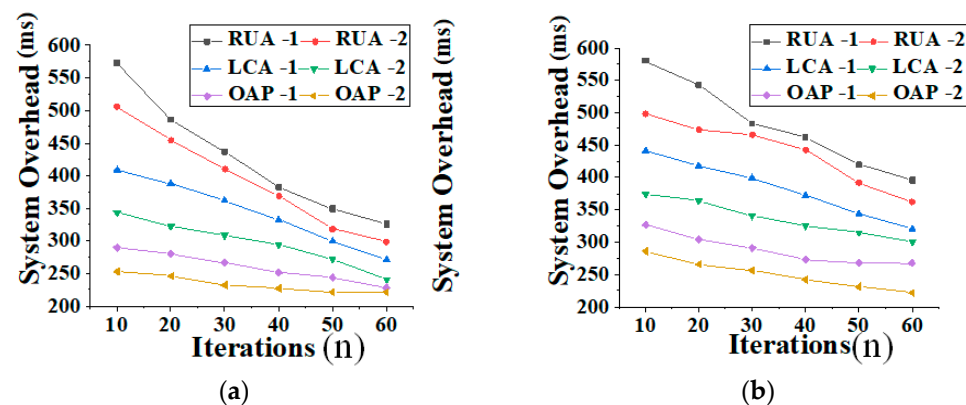 System Overhead (ms)
600
550
500
450
400
350
300
250
200
RUA -1 RUA -2
LCA -1 LCA -2
OAP -1 OAP -2
10 20 30 40 50 60
Iterations (n)
(a)
System Overhead (ms)
600
550
500
450
400
350
300
250
200
RUA -1 RUA -2
LCA -1 LCA -2
OAP -1 OAP -2
10 20 30 40 50 60
Iterations (n)
(b)